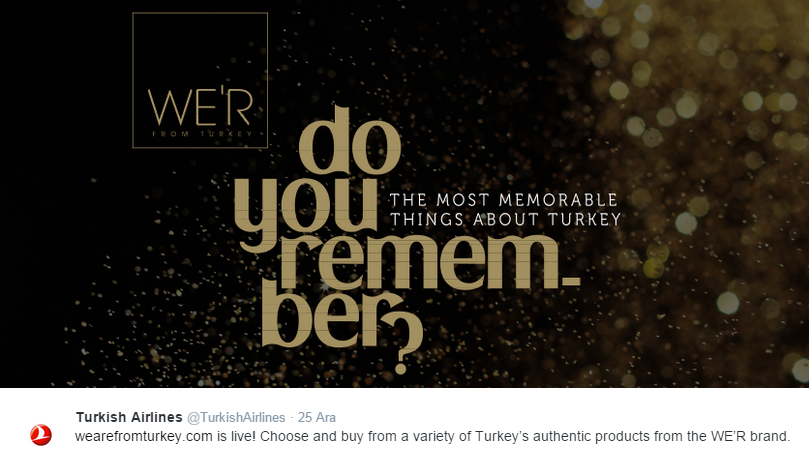 WE'R
FROM TURKEY
do
you
THE MOST MEMORABLE
THINGS ABOUT TURKEY
remem-
ber?
Turkish Airlines @TurkishAirlines · 25 Ara
wearefromturkey.com is live! Choose and buy from a variety of Turkey's authentic products from the WE'R brand.